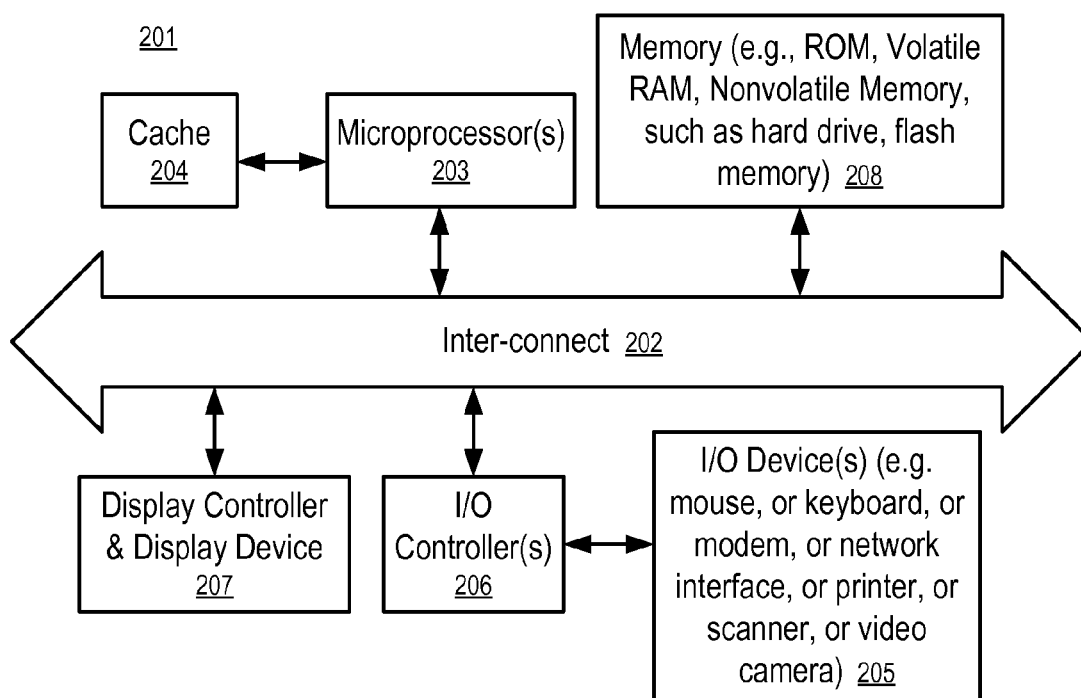 201
Cache
204
Microprocessor(s)
203
Memory (e.g., ROM, Volatile
RAM, Nonvolatile Memory,
such as hard drive, flash
memory) 208
Inter-connect 202
Display Controller
& Display Device
207
I/O
Controller(s)
206
I/O Device(s) (e.g.
mouse, or keyboard, or
modem, or network
interface, or printer, or
scanner, or video
camera) 205